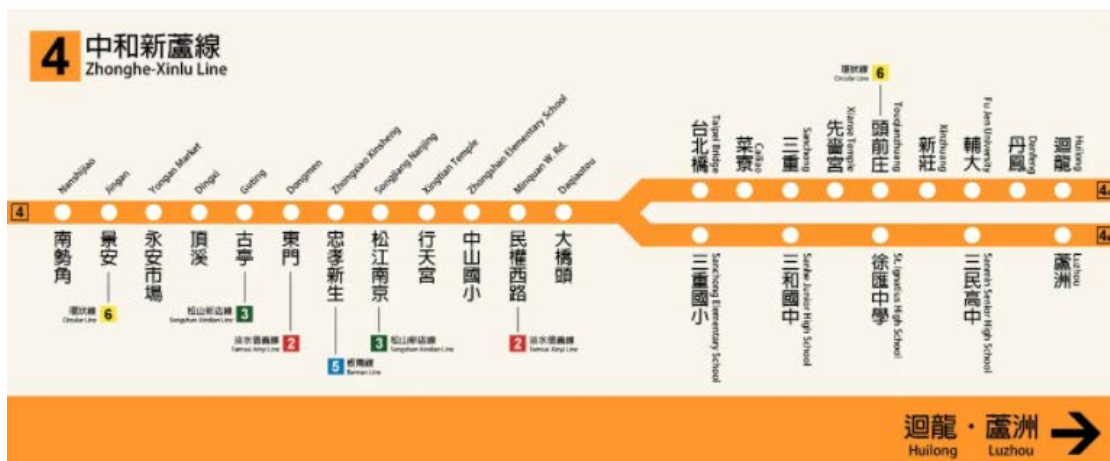 4
中和新蘆線
Zhonghe-Xinlu Line
4
Nanshijiao
南勢角
Jingan
景安
環狀線
Circular Line
6
Yongan Market
永安市場
Dingxi
頂溪
Guting
古亭
松山新店線
Songshan Xindian Line
3
Dongmen
東門
淡水信義線
Tamsui Xinyi Line
2
Zhongxiao Xinsheng
忠孝新生
5
板南線
Bannan Line
Songjiang Nanjing
松江南京
3
松山新店線
Songshan Xindian Line
Xingtian Temple
行天宮
Zhongshan Elementary School
中山國小
Minquan W. Rd.
民權西路
2
淡水信義線
Tamsui Xinyi Line
Daqiaotou
大橋頭
台北橋
Taipei Bridge
菜寮
Cailiao
三重
Sanchong
先嗇宮
Xianse Temple
環狀線
Circular Line
6
頭前庄
Touqianzhuang
新莊
Xinzhuang
輔大
Fu Jen University
丹鳳
Danfeng
迴龍
Huilong
4
三重國小
Sanchong Elementary School
三和國中
Sanhe Junior High School
徐匯中學
St. Ignatius High School
三民高中
Sanmin Senior High School
蘆洲
Luzhou
4
迴龍・蘆洲
Huilong Luzhou